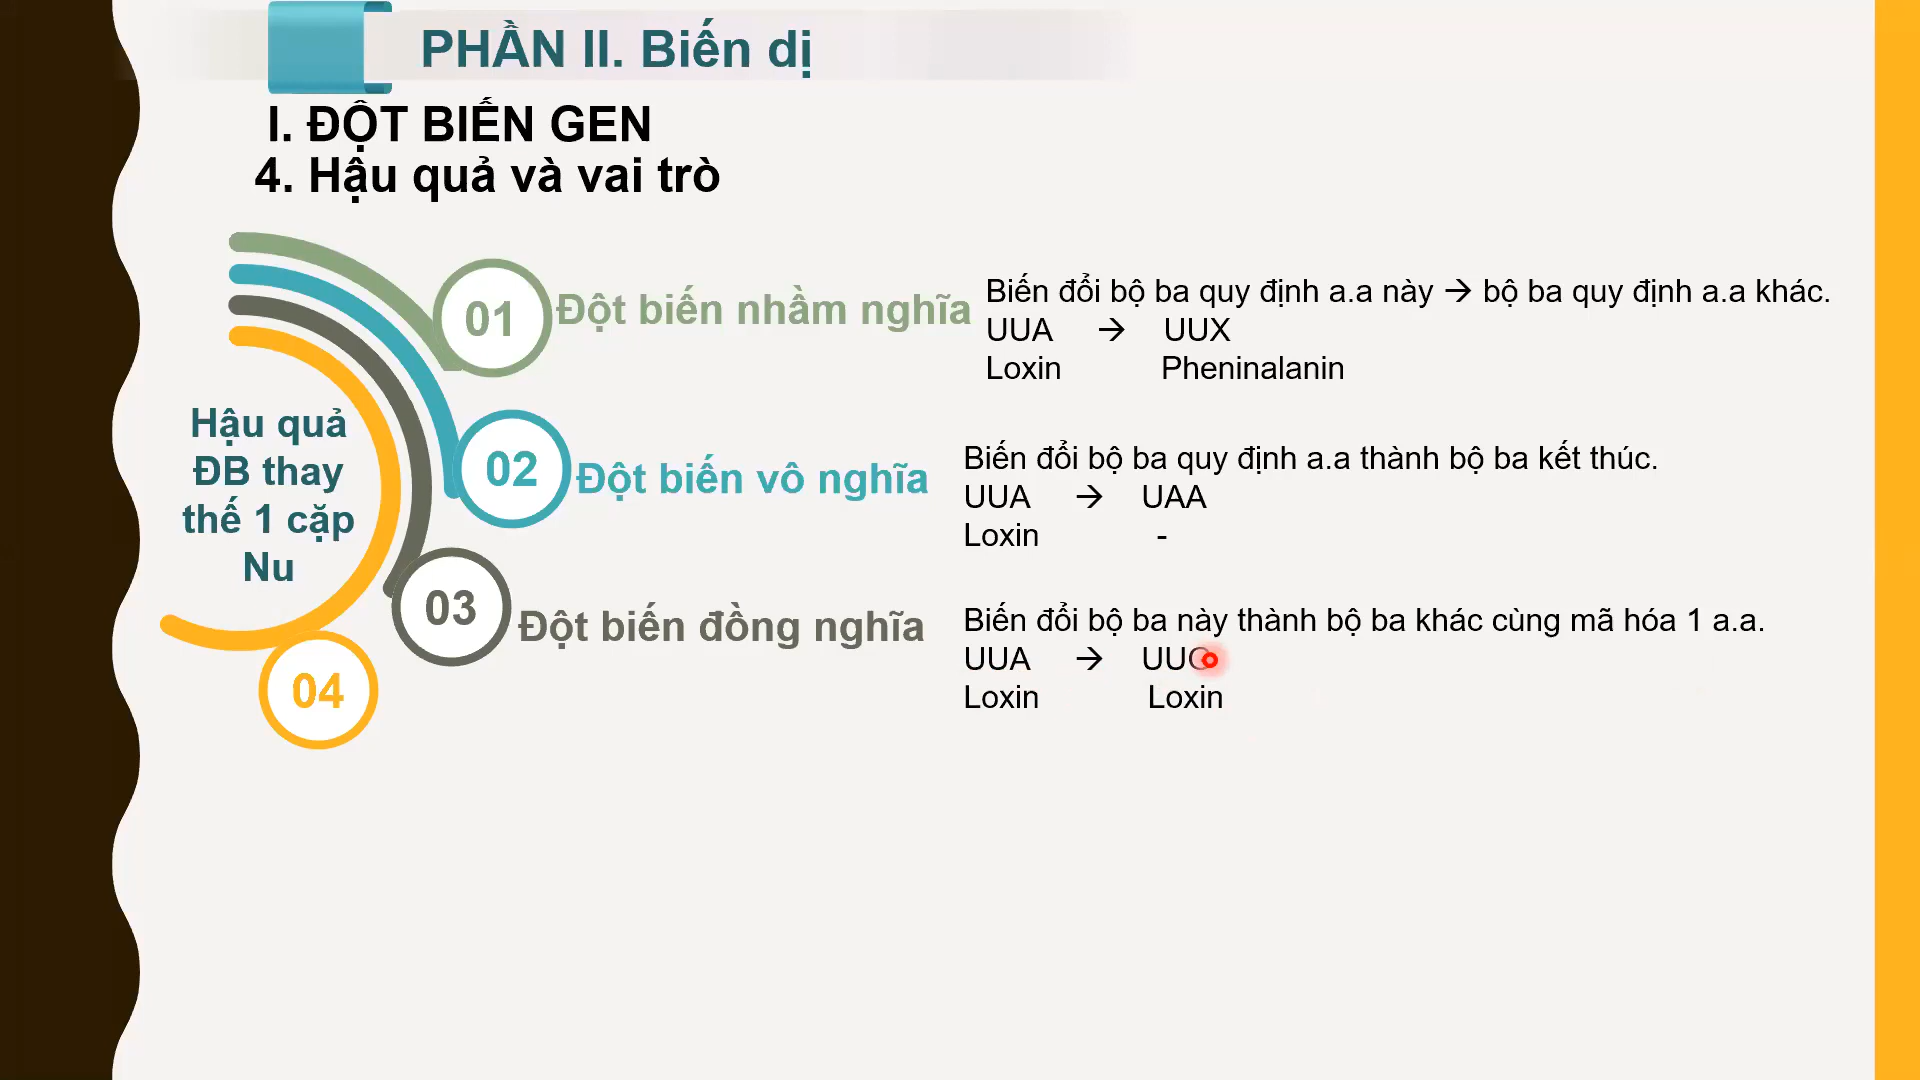 PHẦN II. Biến dị
I. ĐỘT BIẾN GEN
4. Hậu quả và vai trò
Hậu quả
ĐB thay
thế 1 cặp
Nu
01
Đột biến nhầm nghĩa
Biến đổi bộ ba quy định a.a này → bộ ba quy định a.a khác.
UUA → UUX
Loxin Pheninalanin
02
Đột biến vô nghĩa
Biến đổi bộ ba quy định a.a thành bộ ba kết thúc.
UUA → UAA
Loxin -
03
Đột biến đồng nghĩa
Biến đổi bộ ba này thành bộ ba khác cùng mã hóa 1 a.a.
UUA →
Loxin Loxin
04